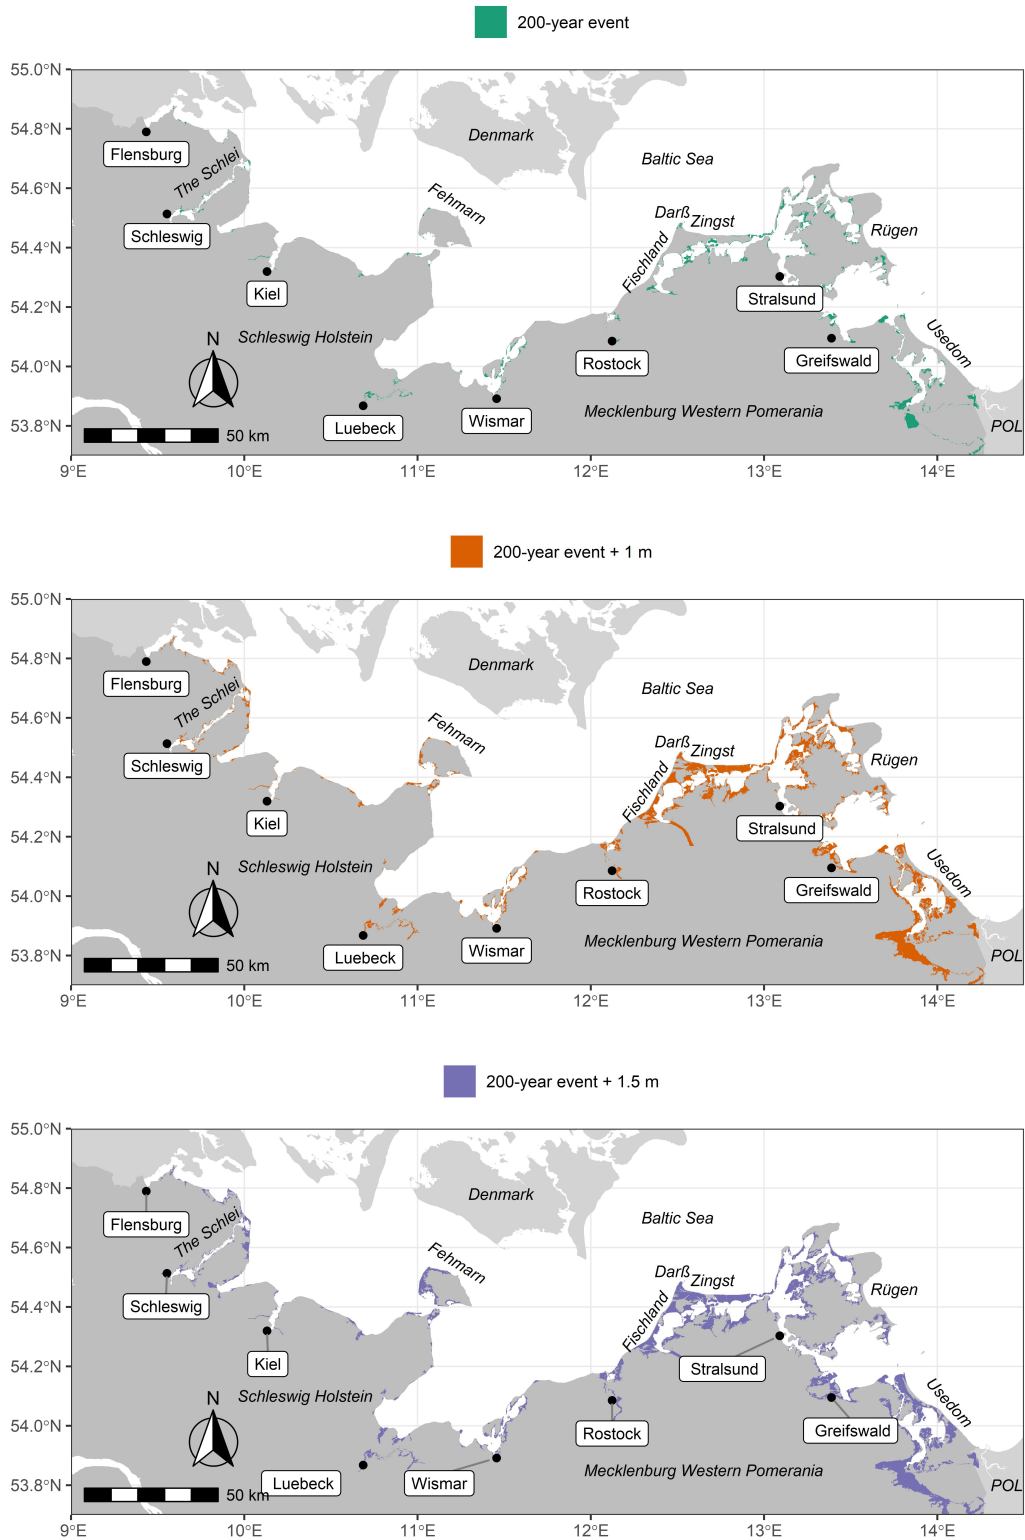 200-year event
55.0°N
54.8°N
54.6°N
54.4°N
54.2°N
54.0°N
53.8°N
Denmark
Baltic Sea
Flensburg
The Schlei
Schleswig
Fehmarn
Darß
Zingst
Fischland
Rügen
Kiel
Stralsund
Schleswig Holstein
N
Rostock
Greifswald
Usedom
Luebeck
Wismar
Mecklenburg Western Pomerania
POL
50 km
9°E
10°E
11°E
12°E
13°E
14°E
200-year event + 1 m
55.0°N
54.8°N
54.6°N
54.4°N
54.2°N
54.0°N
53.8°N
Denmark
Baltic Sea
Flensburg
The Schlei
Schleswig
Fehmarn
Darß
Zingst
Fischland
Rügen
Kiel
Stralsund
Schleswig Holstein
N
Rostock
Greifswald
Usedom
Luebeck
Wismar
Mecklenburg Western Pomerania
POL
50 km
9°E
10°E
11°E
12°E
13°E
14°E
200-year event + 1.5 m
55.0°N
54.8°N
54.6°N
54.4°N
54.2°N
54.0°N
53.8°N
Denmark
Baltic Sea
Flensburg
The Schlei
Schleswig
Fehmarn
Darß
Zingst
Fischland
Rügen
Kiel
Stralsund
Schleswig Holstein
N
Rostock
Greifswald
Usedom
Luebeck
Wismar
Mecklenburg Western Pomerania
POL
50 km
9°E
10°E
11°E
12°E
13°E
14°E